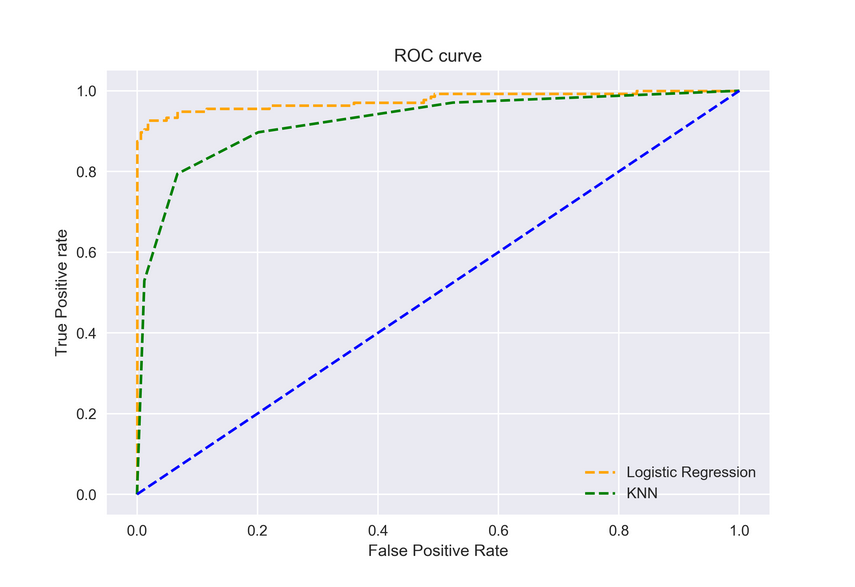 ROC curve
1.0
0.8
0.6
0.4
0.2
0.0
True Positive rate
Logistic Regression
KNN
0.0 0.2 0.4 0.6 0.8 1.0
False Positive Rate